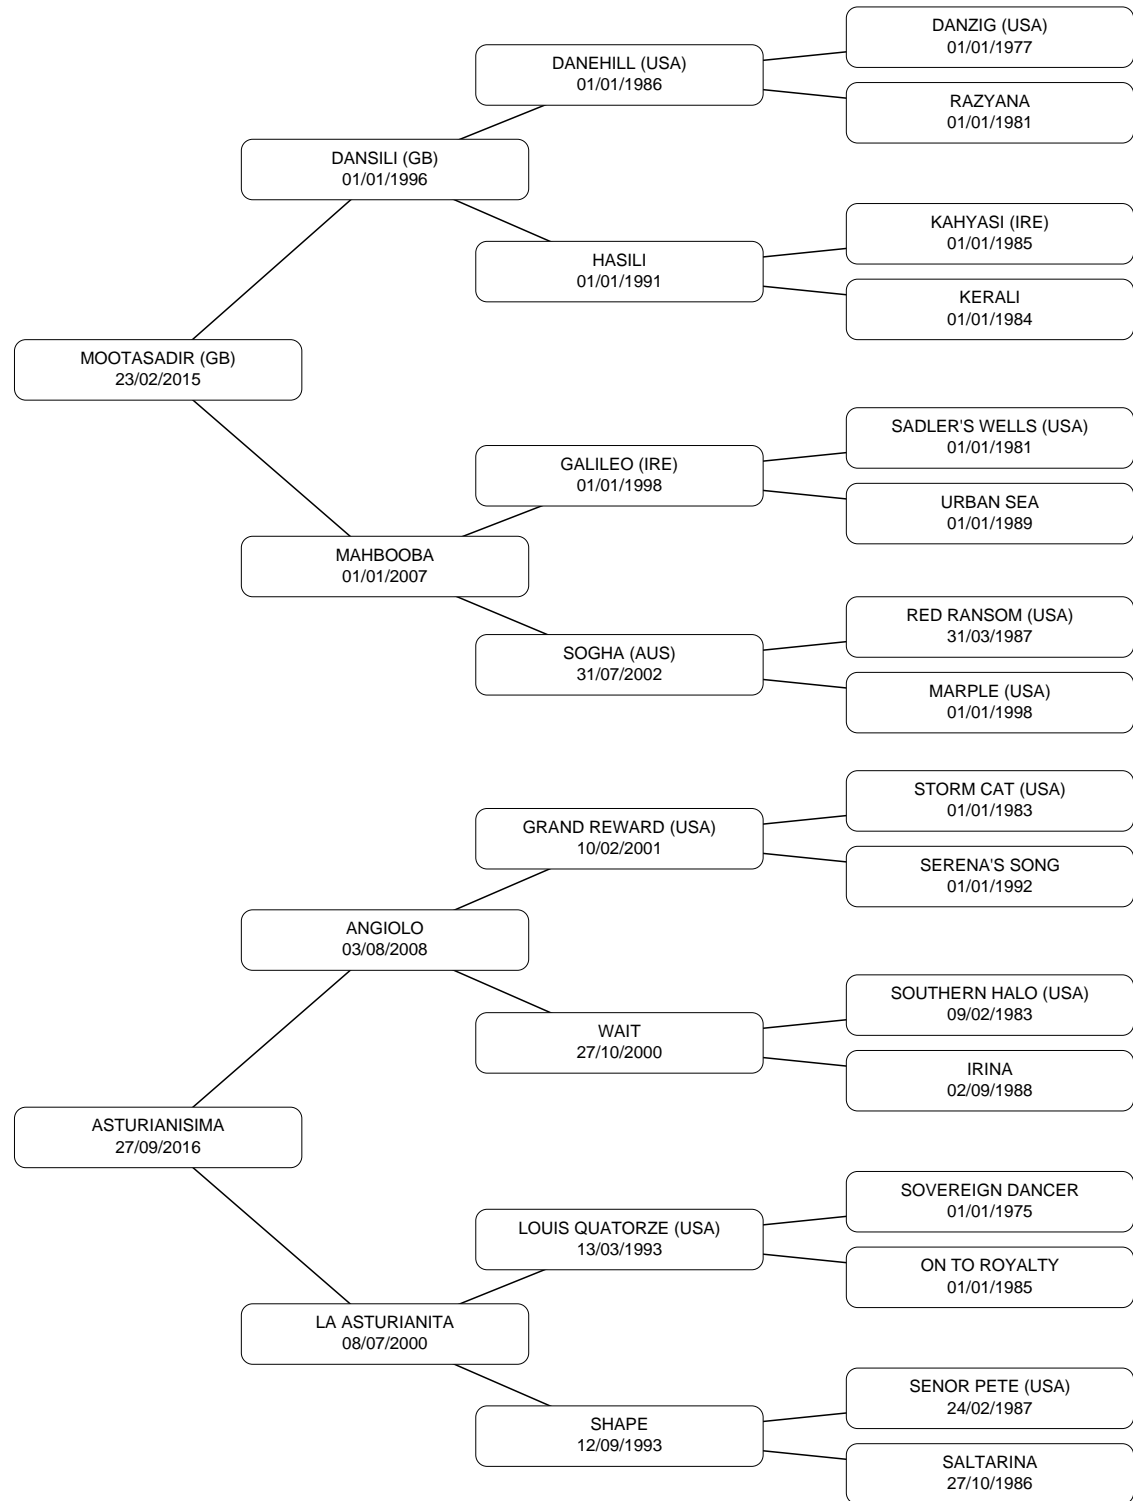 DANZIG (USA)
01/01/1977
DANEHILL (USA)
01/01/1986
RAZYANA
01/01/1981
DANSILI (GB)
01/01/1996
KAHYASI (IRE)
01/01/1985
HASILI
01/01/1991
KERALI
01/01/1984
MOOTASADIR (GB)
23/02/2015
SADLER'S WELLS (USA)
01/01/1981
GALILEO (IRE)
01/01/1998
URBAN SEA
01/01/1989
MAHBOOBA
01/01/2007
RED RANSOM (USA)
31/03/1987
SOGHA (AUS)
31/07/2002
MARPLE (USA)
01/01/1998
STORM CAT (USA)
01/01/1983
GRAND REWARD (USA)
10/02/2001
SERENA'S SONG
01/01/1992
ANGIOLO
03/08/2008
SOUTHERN HALO (USA)
09/02/1983
WAIT
27/10/2000
IRINA
02/09/1988
ASTURIANISIMA
27/09/2016
SOVEREIGN DANCER
01/01/1975
LOUIS QUATORZE (USA)
13/03/1993
ON TO ROYALTY
01/01/1985
LA ASTURIANITA
08/07/2000
SENOR PETE (USA)
24/02/1987
SHAPE
12/09/1993
SALTARINA
27/10/1986